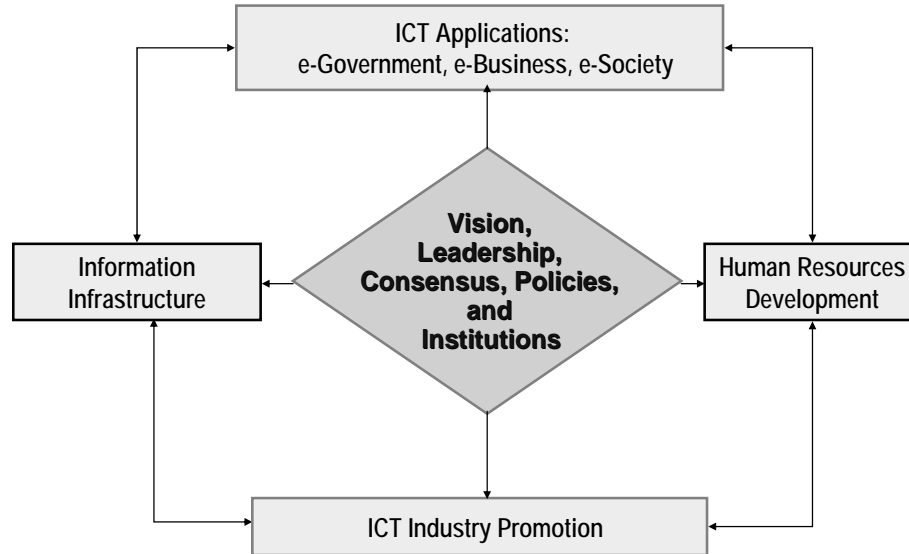 ICT Applications:
e-Government, e-Business, e-Society
Vision,
Leadership,
Consensus, Policies,
and
Institutions
Information
Infrastructure
Human Resources
Development
ICT Industry Promotion